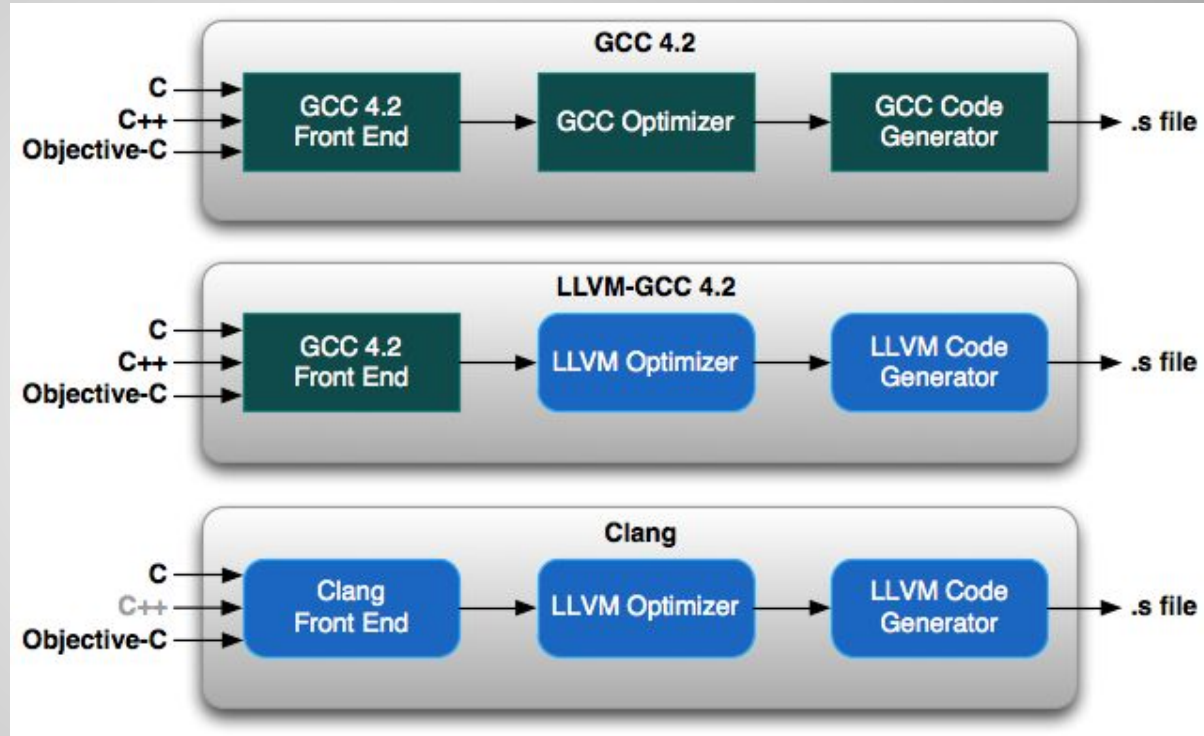 GCC 4.2
C
C++
Objective-C
GCC 4.2
Front End
GCC Optimizer
GCC Code
Generator
.s file
LLVM-GCC 4.2
C
C++
Objective-C
GCC 4.2
Front End
LLVM Optimizer
LLVM Code
Generator
.s file
Clang
C
C++
Objective-C
Clang
Front End
LLVM Optimizer
LLVM Code
Generator
.s file